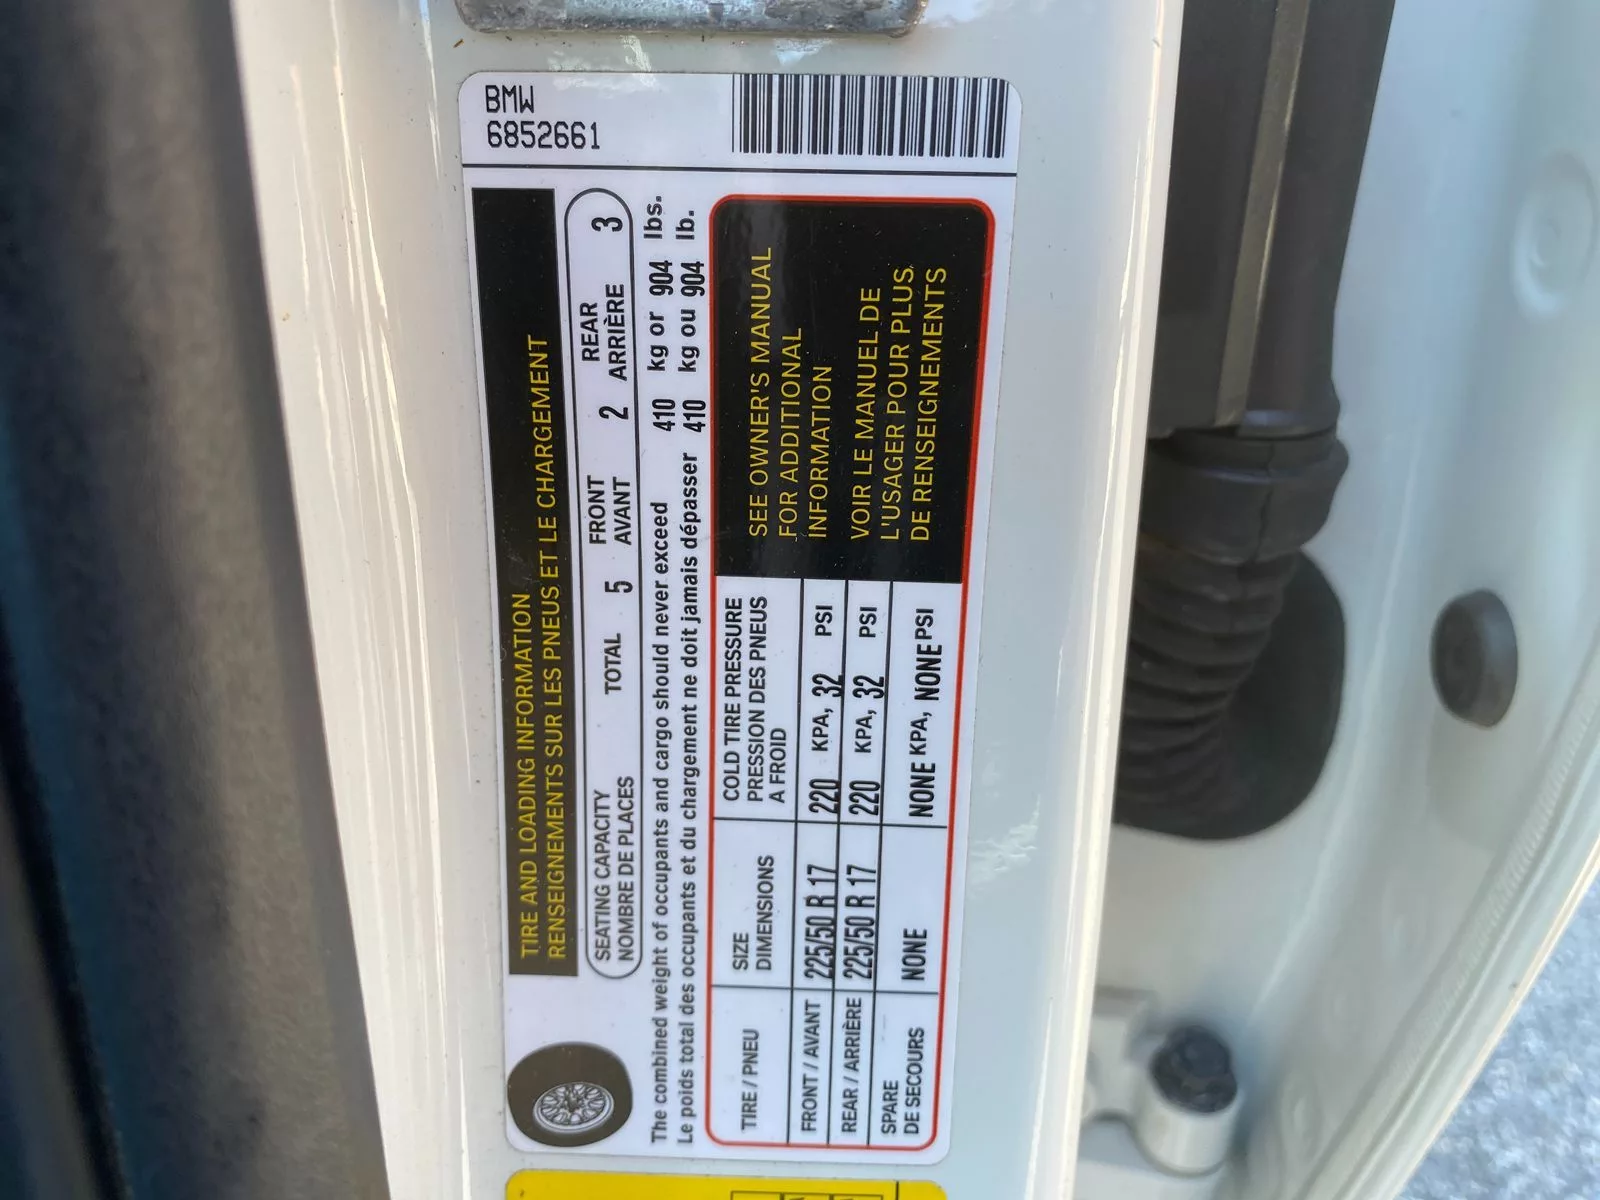 BMW
6852661
TIRE AND LOADING INFORMATION
RENSEIGNEMENTS SUR LES PNEUS ET LE CHARGEMENT
SEATING CAPACITY TOTAL 5 FRONT 2 REAR 3
NOMBRE DE PLACES AVANT ARRIÈRE
The combined weight of occupants and cargo should never exceed 410 kg or 904 lbs.
Le poids total des occupants et du chargement ne doit jamais dépasser 410 kg ou 904 lb.
TIRE / PNEU
SIZE
DIMENSIONS
COLD TIRE PRESSURE
PRESSION DES PNEUS
A FROID
FRONT / AVANT 225/50 R 17 220 KPA, 32 PSI
REAR / ARRIÈRE 225/50 R 17 220 KPA, 32 PSI
SPARE
DE SECOURS NONE NONE KPA, NONE PSI
SEE OWNER'S MANUAL
FOR ADDITIONAL
INFORMATION
VOIR LE MANUEL DE
L'USAGER POUR PLUS
DE RENSEIGNEMENTS